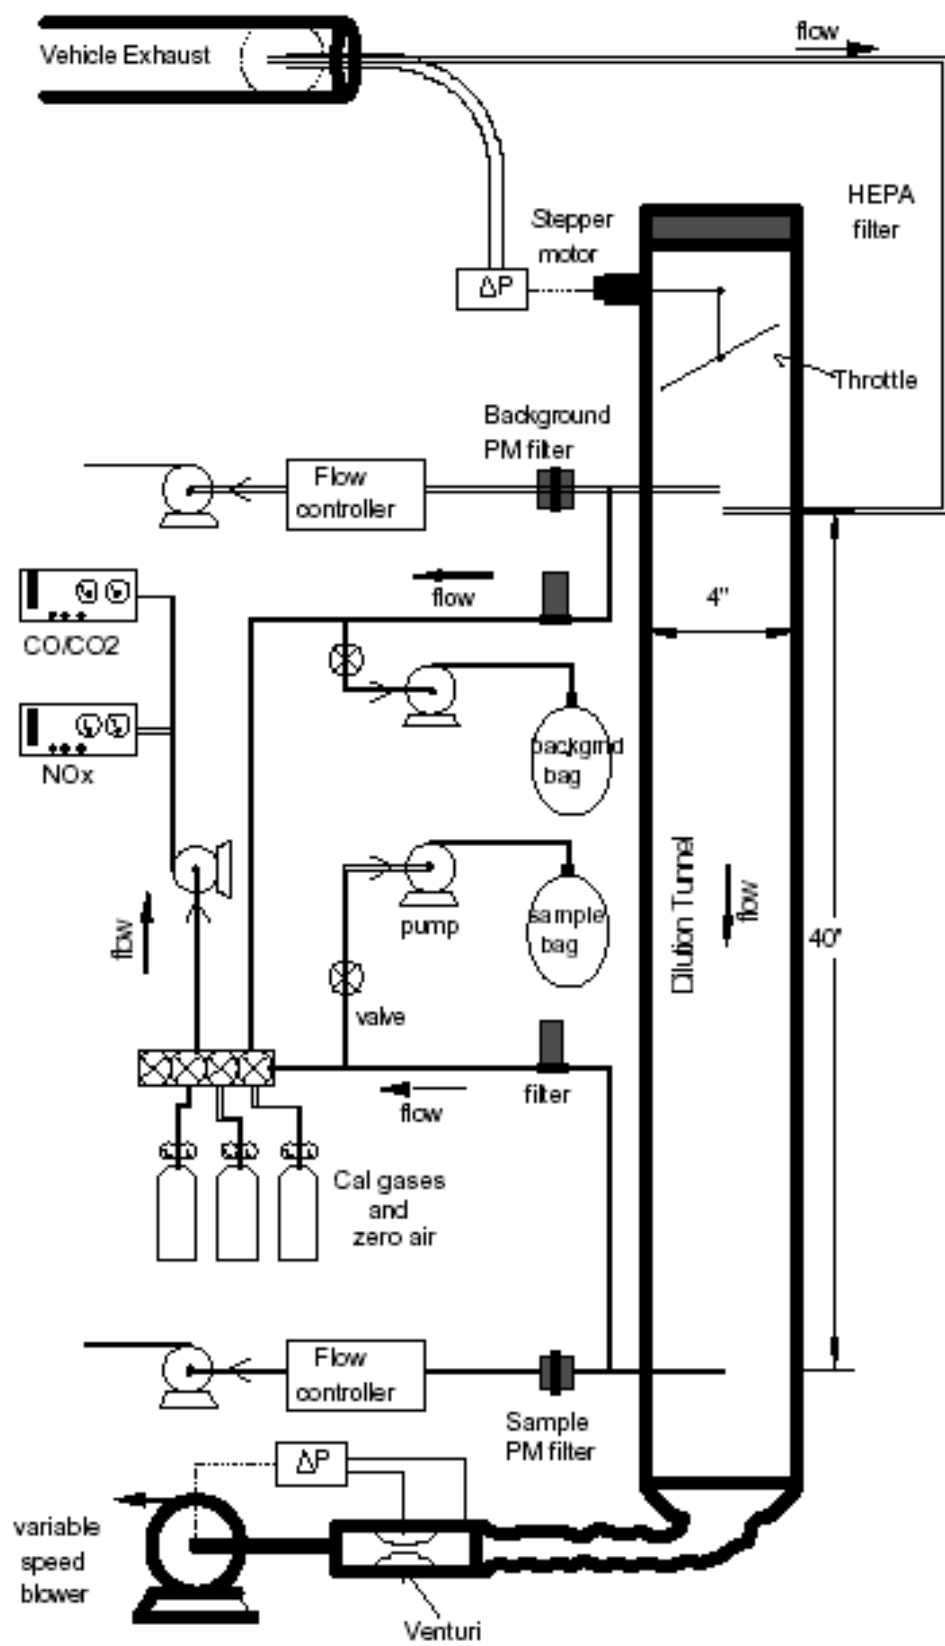 flow
Vehicle Exhaust
HEPA
filter
Stepper
motor
ΔP
Throttle
Background
PM filter
Flow
controller
flow
4"
CO/CO2
backgrnd
bag
NOx
Dilution Tunnel
flow
pump
sample
bag
40"
flow
valve
filter
flow
Cal gases
and
zero air
Flow
controller
Sample
PM filter
ΔP
variable
speed
blower
Venturi